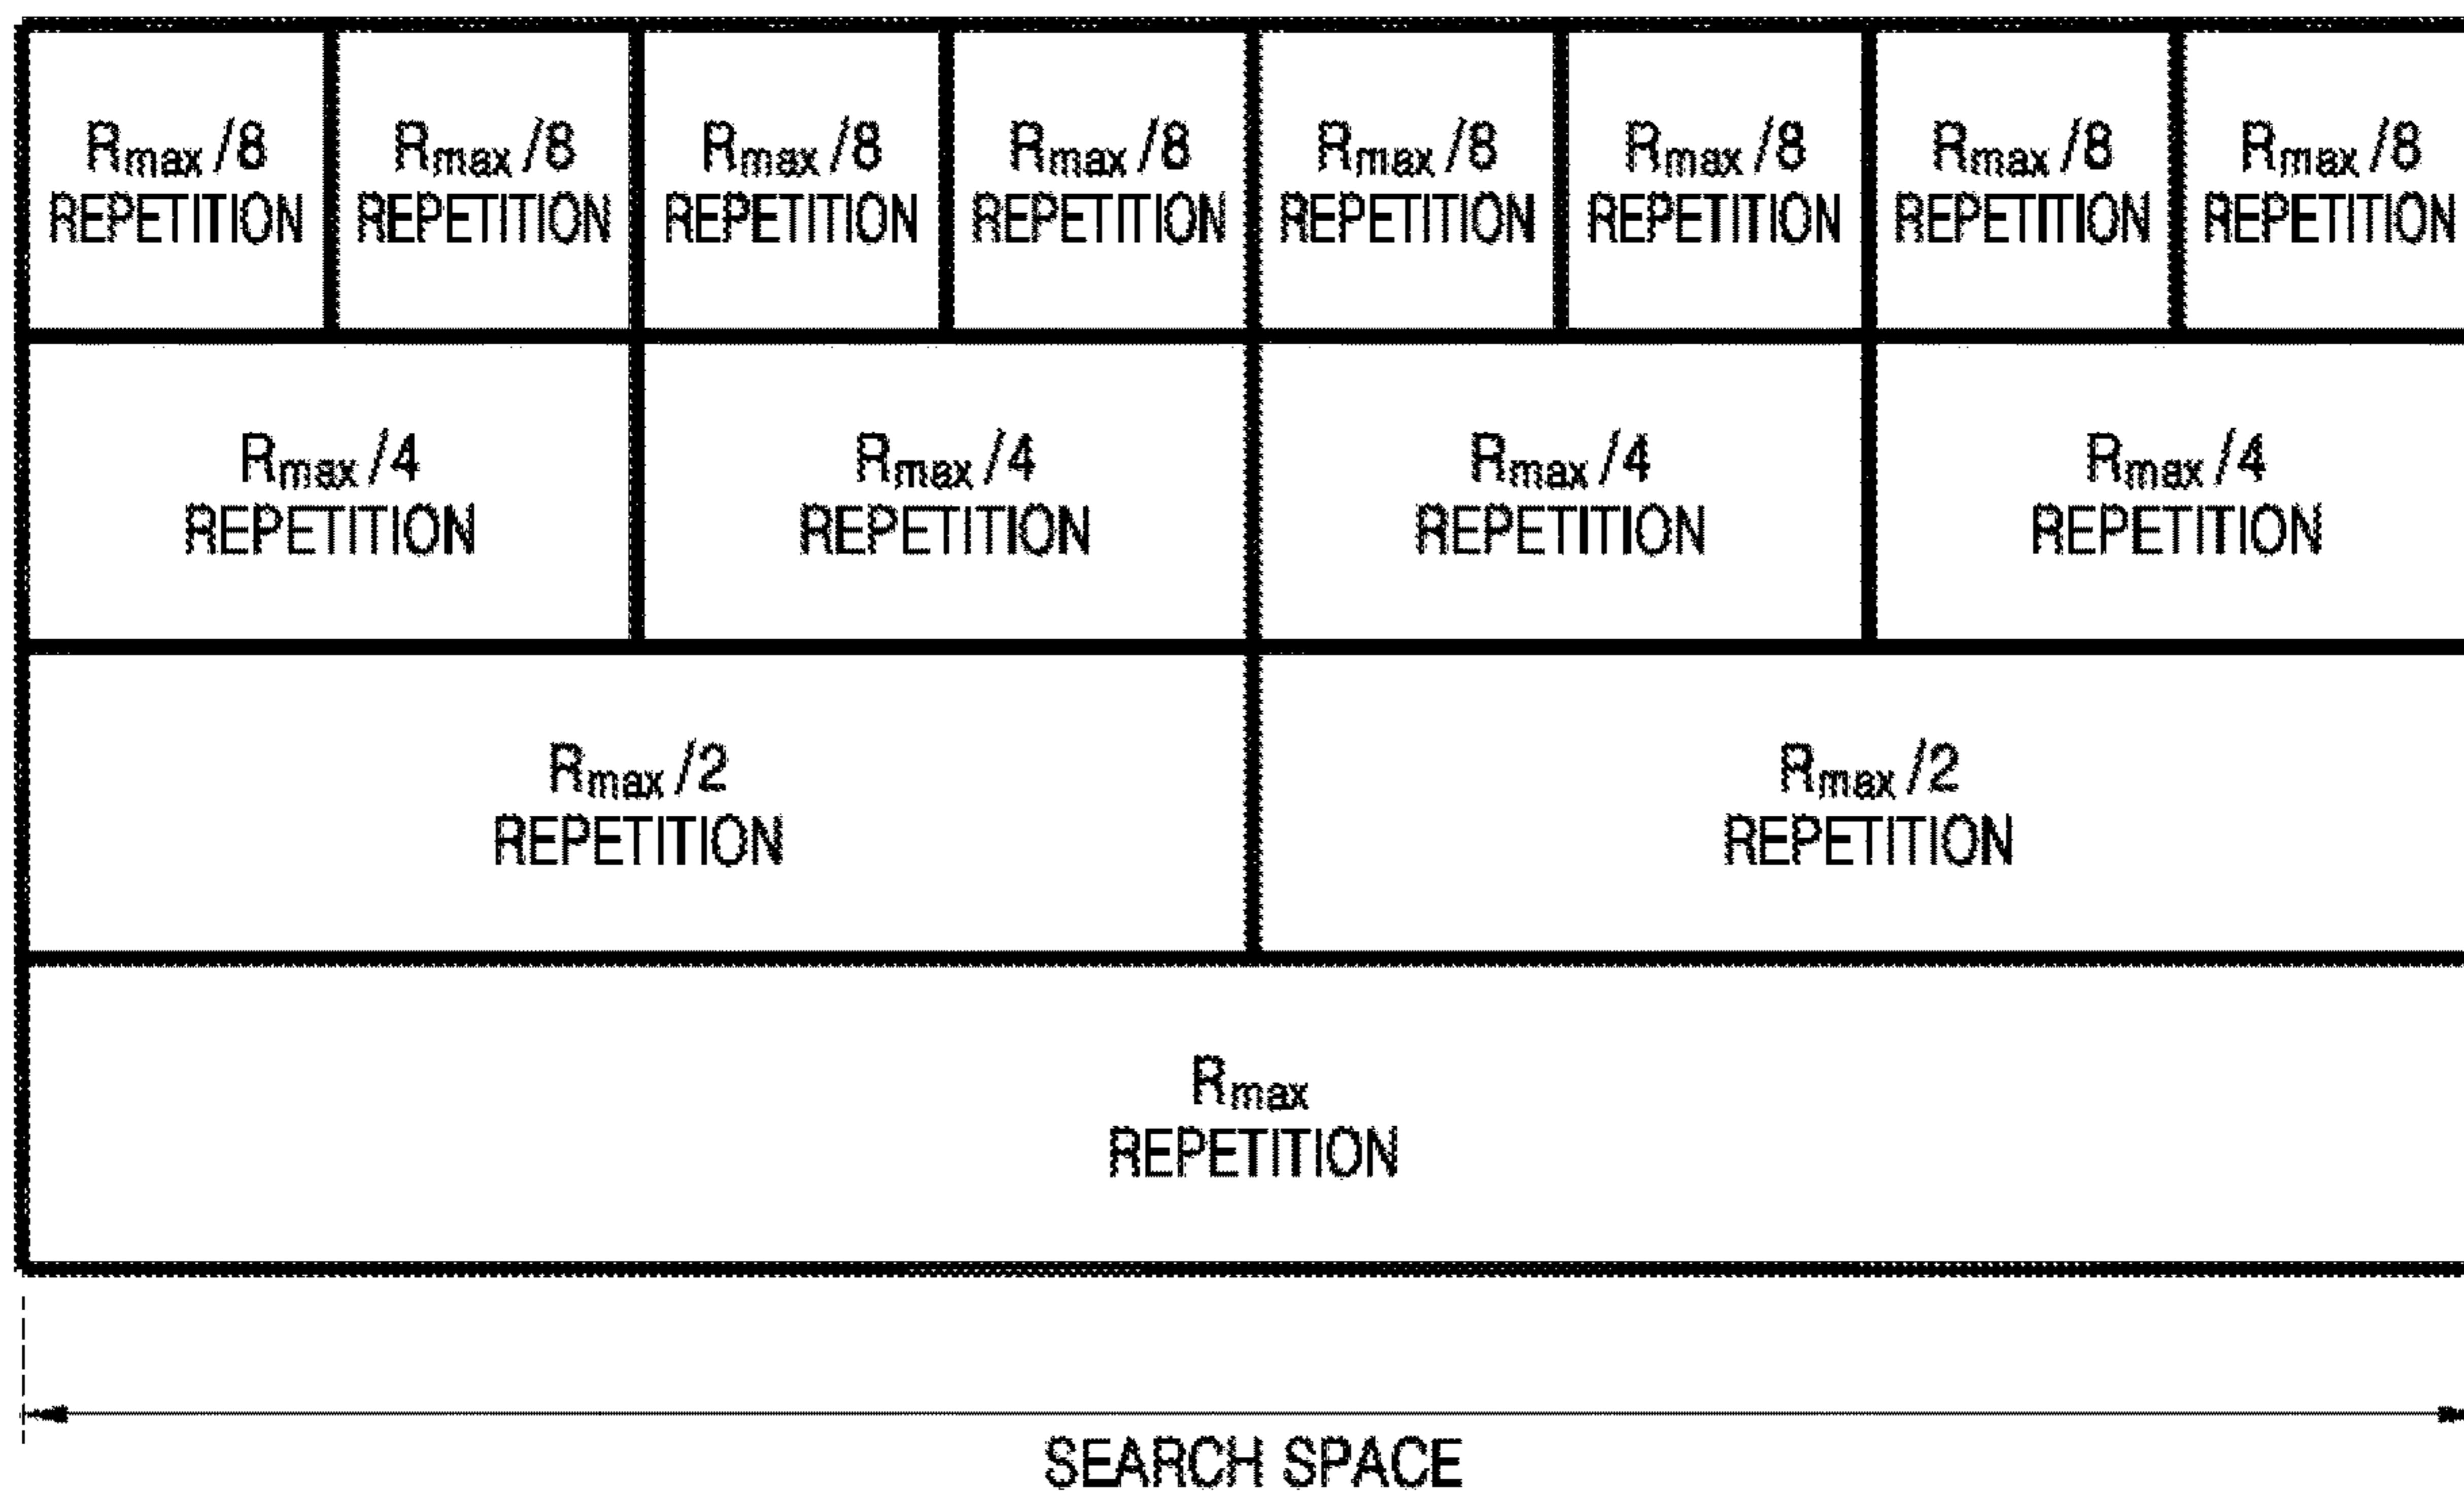 Rmax/8 Rmax/8 Rmax/8 Rmax/8 Rmax/8 Rmax/8 Rmax/8 Rmax/8
REPETITION REPETITION REPETITION REPETITION REPETITION REPETITION REPETITION REPETITION
Rmax/4 Rmax/4 Rmax/4 Rmax/4
REPETITION REPETITION REPETITION REPETITION
Rmax/2 Rmax/2
REPETITION REPETITION
Rmax
REPETITION
SEARCH SPACE